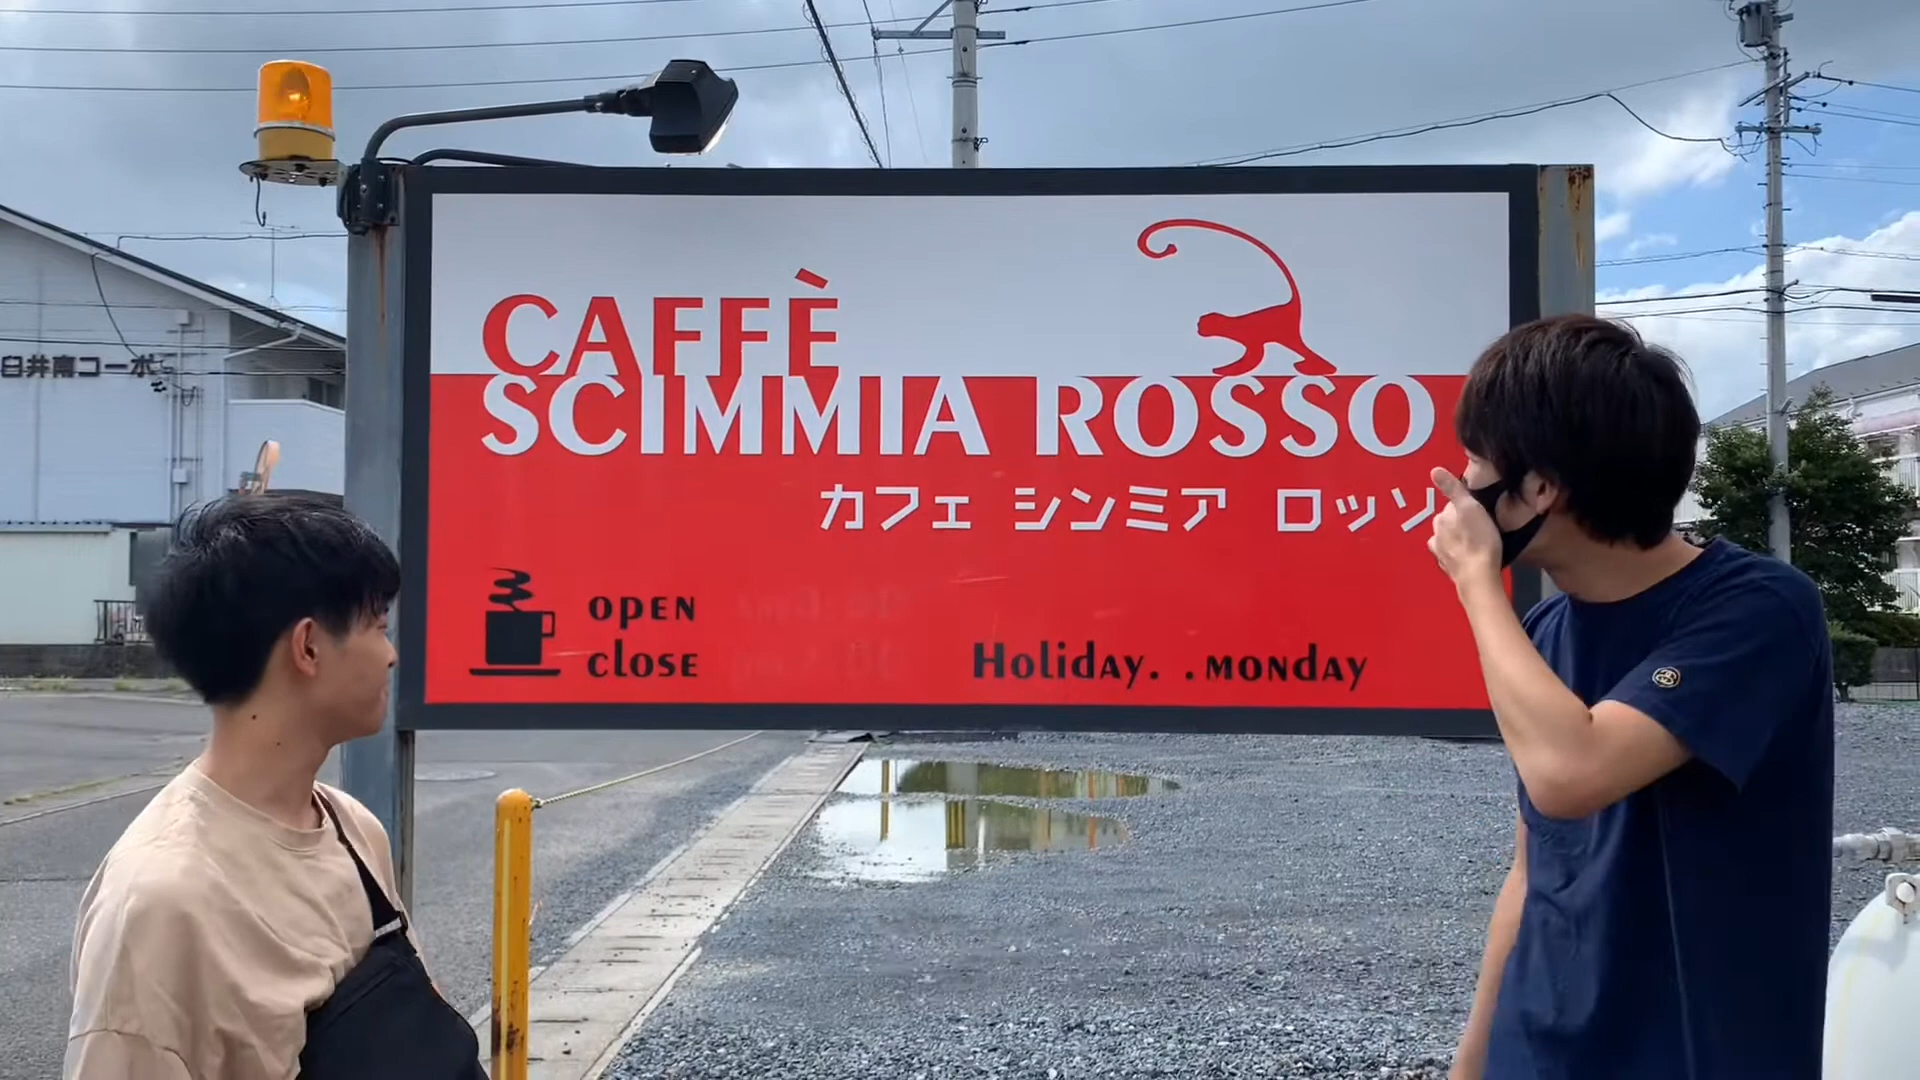 CAFFÈ
SCIMMIA ROSSO
カフェ シンミア ロッソ
OPEN
CLOSE
Holiday. .MONDAY
臼井南コーポ